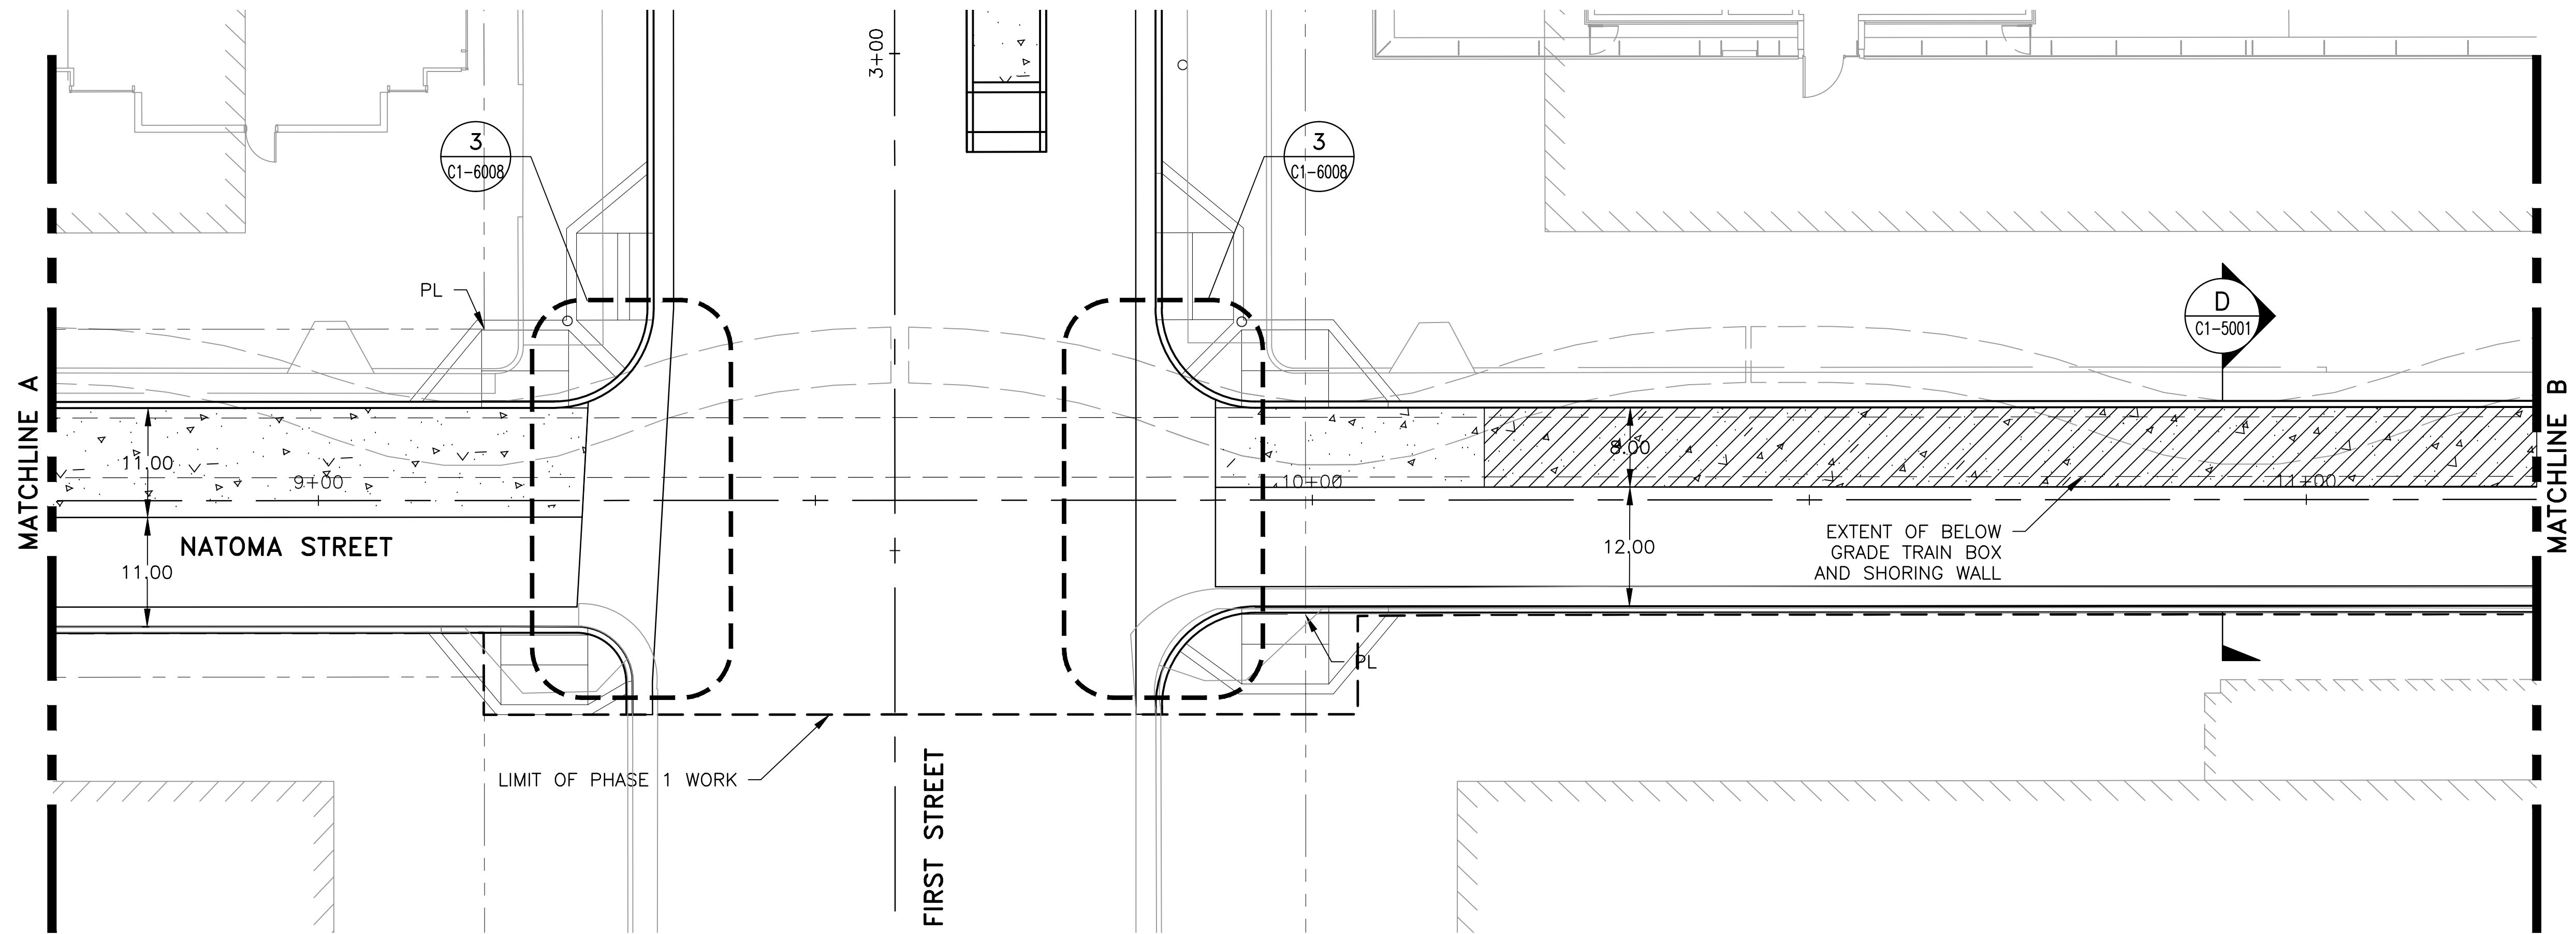 3+00
3
C1-6008
3
C1-6008
PL
D
C1-5001
MATCHLINE A
MATCHLINE B
11.00
9+00
8.00
10+00
11+00
NATOMA STREET
11.00
12.00
EXTENT OF BELOW
GRADE TRAIN BOX
AND SHORING WALL
PL
LIMIT OF PHASE 1 WORK
FIRST STREET